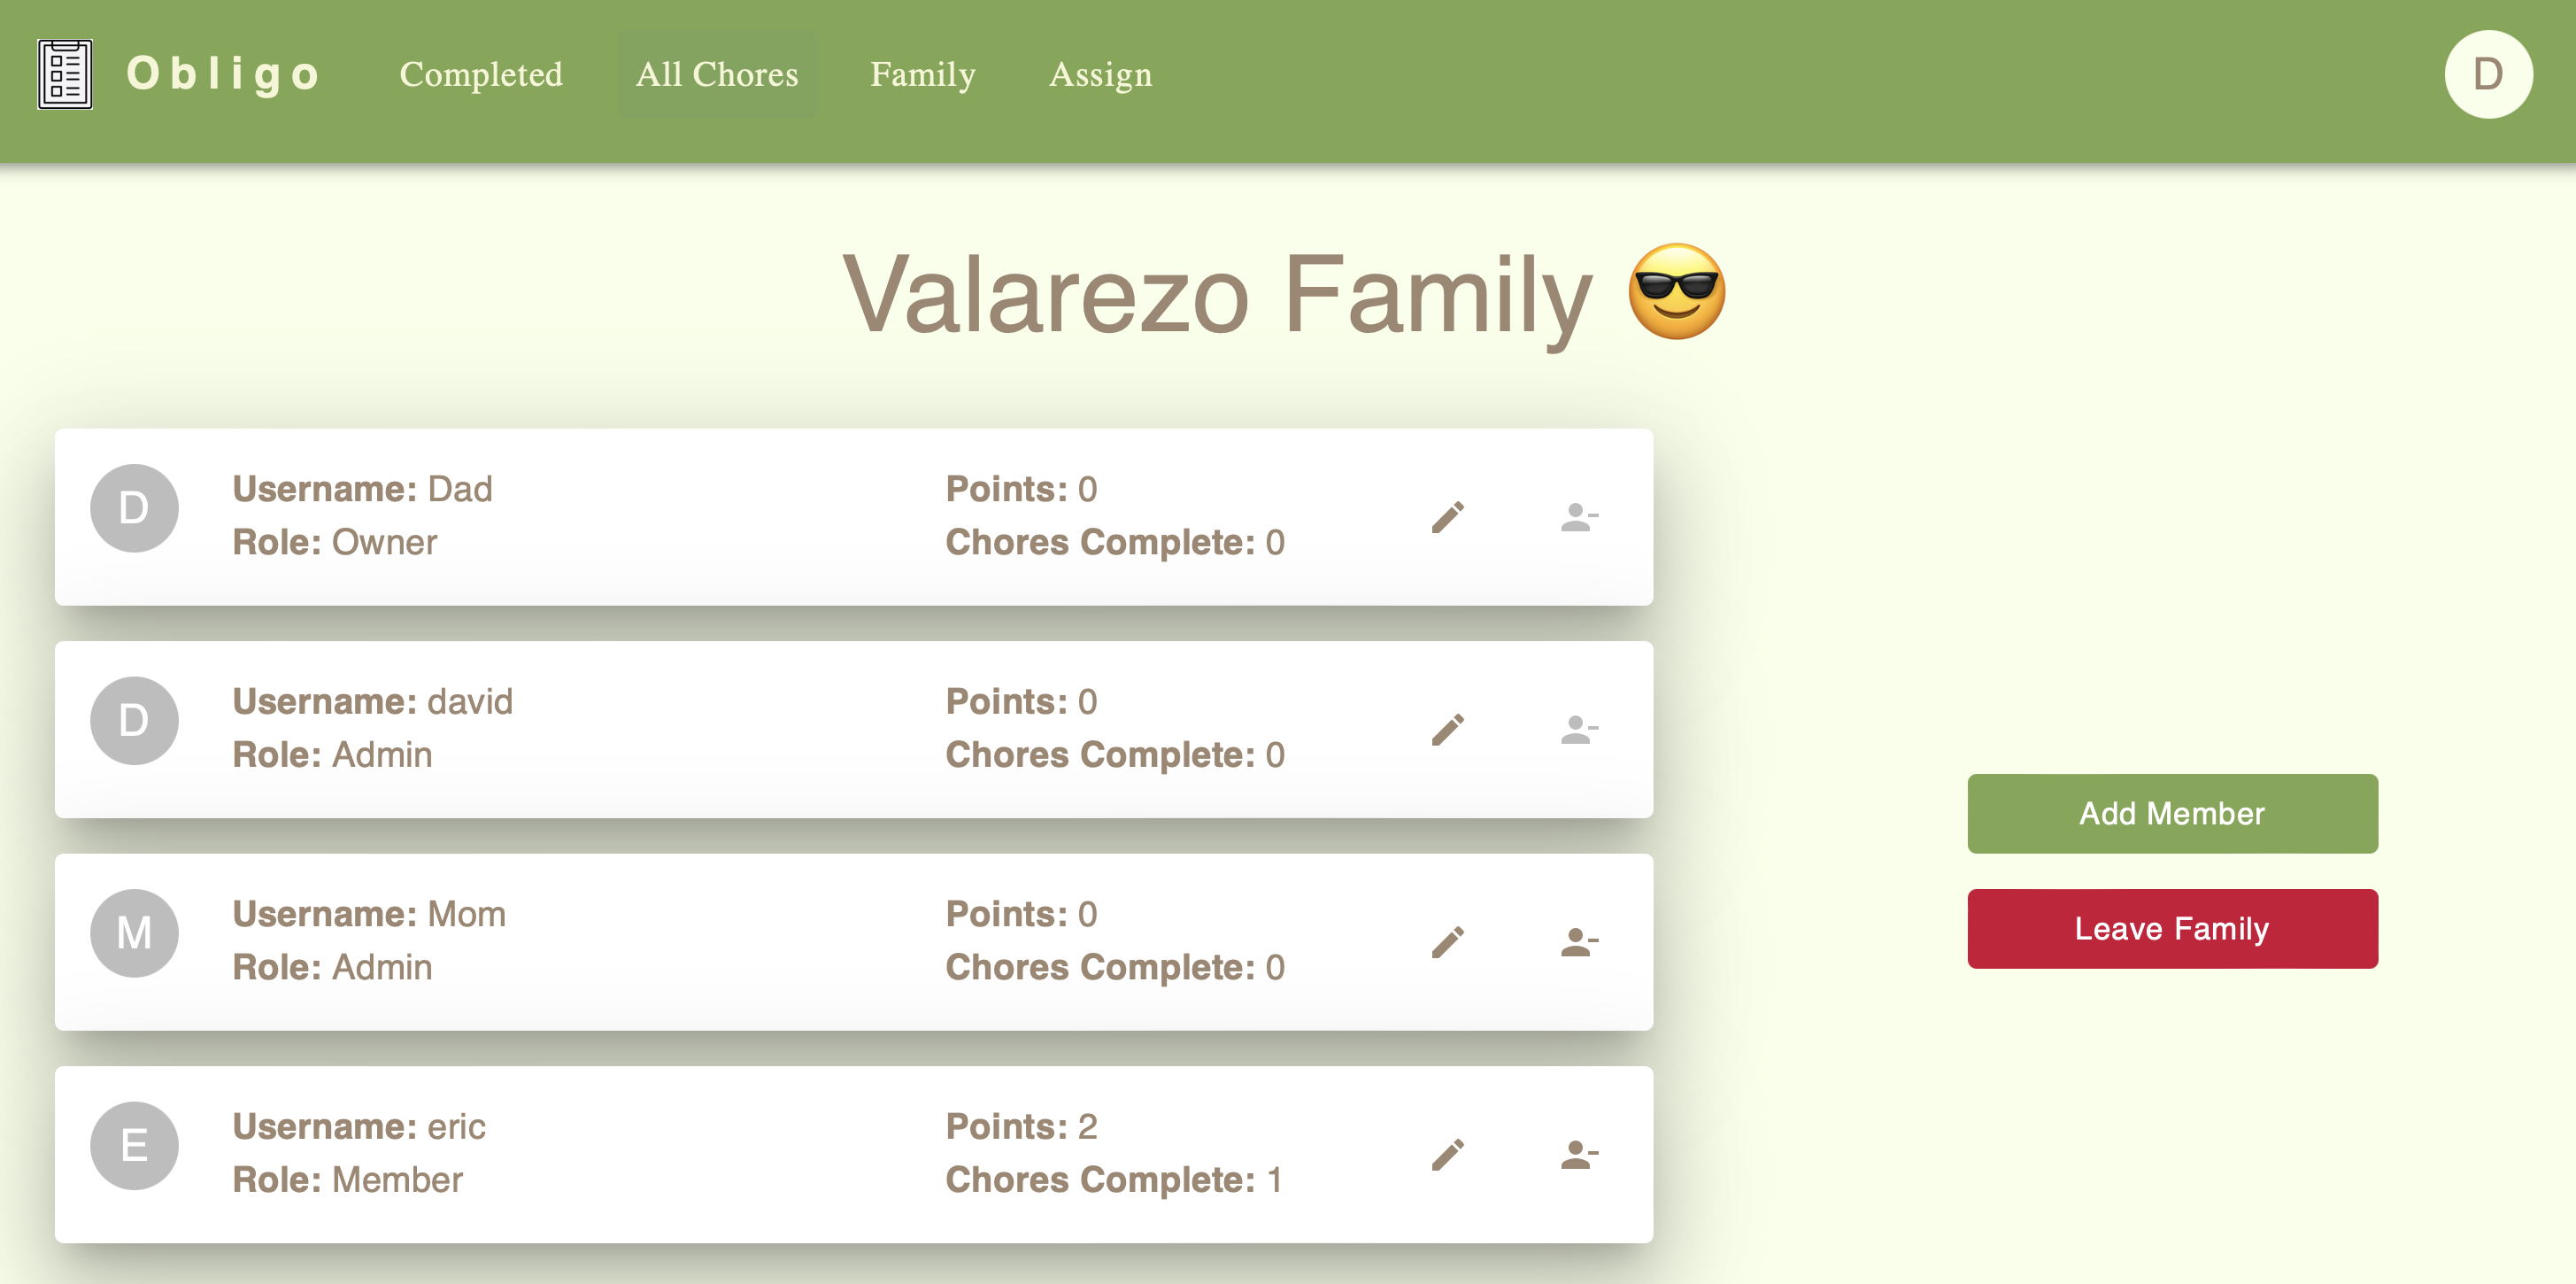 Obligo
Completed
All Chores
Family
Assign
D
Valarezo Family 😎
D
Username: Dad
Role: Owner
Points: 0
Chores Complete: 0
D
Username: david
Role: Admin
Points: 0
Chores Complete: 0
M
Username: Mom
Role: Admin
Points: 0
Chores Complete: 0
E
Username: eric
Role: Member
Points: 2
Chores Complete: 1
Add Member
Leave Family